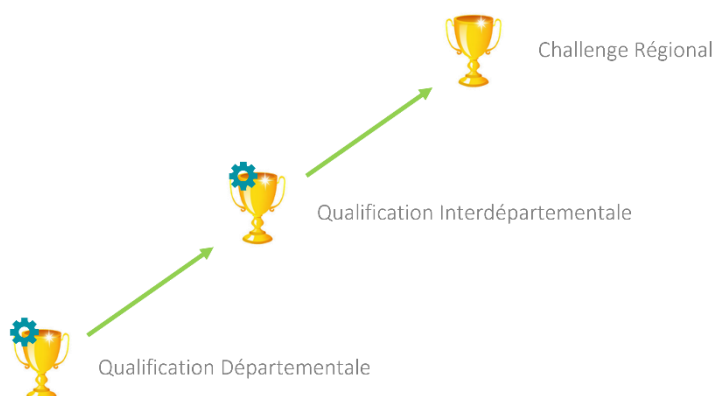 Challenge Régional
Qualification Interdépartementale
Qualification Départementale